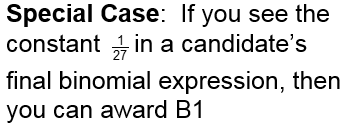 Special Case: If you see the
constant 1/27 in a candidate’s
final binomial expression, then
you can award B1